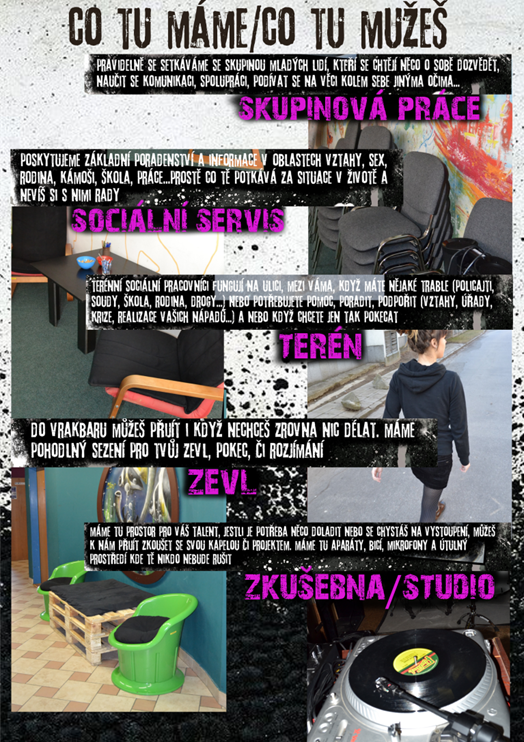 CO TU MÁME/CO TU MUŽEŠ
PRAVIDELNĚ SE SETKÁVÁME SE SKUPINOU MLADÝCH LIDÍ, KTEŘÍ SE CHTĚJÍ NĚCO O SOBĚ DOZVĚDĚT,
NAUČIT SE KOMUNIKACI, SPOLUPRÁCI, PODÍVAT SE NA VĚCI KOLEM SEBE JINÝMA OČIMA...
SKUPINOVÁ PRÁCE
POSKYTUJEME ZÁKLADNÍ PORADENSTVÍ A INFORMACE V OBLASTECH VZTAHY, SEX,
RODINA, KÁMOŠI, ŠKOLA, PRÁCE...PROSTĚ CO TĚ POTKÁVÁ ZA SITUACE V ŽIVOTĚ A
NEVÍŠ SI S NIMI RADY
SOCIÁLNÍ SERVIS
TERÉNNÍ SOCIÁLNÍ PRACOVNÍCI FUNGUJÍ NA ULICI, MEZI VÁMA, KDYŽ MÁTE NĚJAKÉ TRABLE (POLICAJTI,
SOUDY, ŠKOLA, RODINA, DROGY...) NEBO POTŘEBUJETE POMOC, PORADIT, PODPOŘIT (VZTAHY, ÚŘADY,
KRIZE, REALIZACE VAŠICH NÁPADŮ...) A NEBO KDYŽ CHCETE JEN TAK POKECAT
TERÉN
DO VRAKBARU MŮŽEŠ PŘIJÍT I KDYŽ NECHCEŠ ZROVNA NIC DĚLAT. MÁME
POHODLNÝ SEZENÍ PRO TVŮJ ZEVL, POKEC, ČI ROZJÍMÁNÍ
ZEVL
MÁME TU PROSTOR PRO VÁŠ TALENT, JESTLI JE POTŘEBA NĚCO DOLADIT NEBO SE CHYSTÁŠ NA VYSTOUPENÍ, MŮŽEŠ
K NÁM PŘIJÍT ZKOUŠET SE SVOU KAPELOU ČI PROJEKTEM. MÁME TU APARÁTY, BICÍ, MIKROFONY A ÚTULNÝ
PROSTŘEDÍ KDE TĚ NIKDO NEBUDE RUŠIT
ZKUŠEBNA/STUDIO